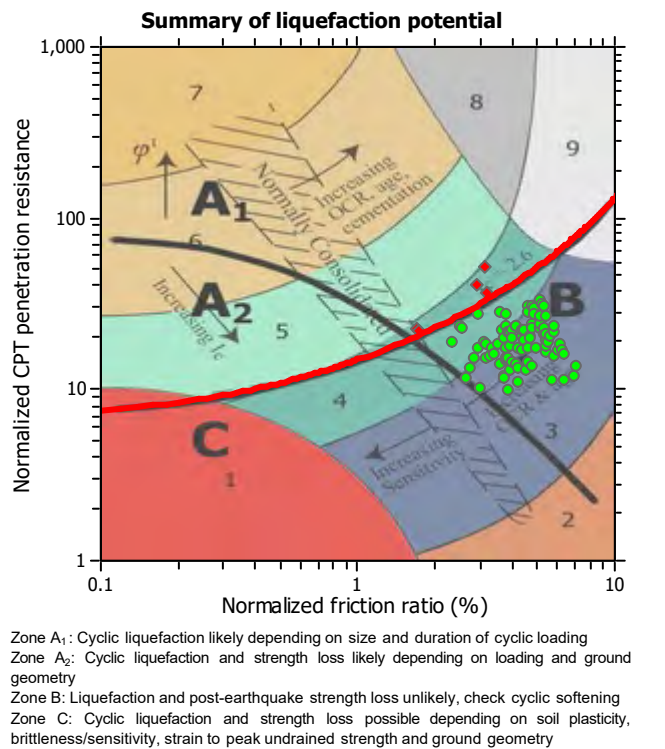 Summary of liquefaction potential
Normalized CPT penetration resistance
1,000
100
10
1
0.1
1
10
Normalized friction ratio (%)
7
8
9
φ'
A1
Normally Consolidated
Increasing
OCR, age,
cementation
6
A2
Increasing Ic
5
2.6
B
4
C
1
Increasing
Sensitivity
OCR &
3
2
Zone A1: Cyclic liquefaction likely depending on size and duration of cyclic loading
Zone A2: Cyclic liquefaction and strength loss likely depending on loading and ground
geometry
Zone B: Liquefaction and post-earthquake strength loss unlikely, check cyclic softening
Zone C: Cyclic liquefaction and strength loss possible depending on soil plasticity,
brittleness/sensitivity, strain to peak undrained strength and ground geometry